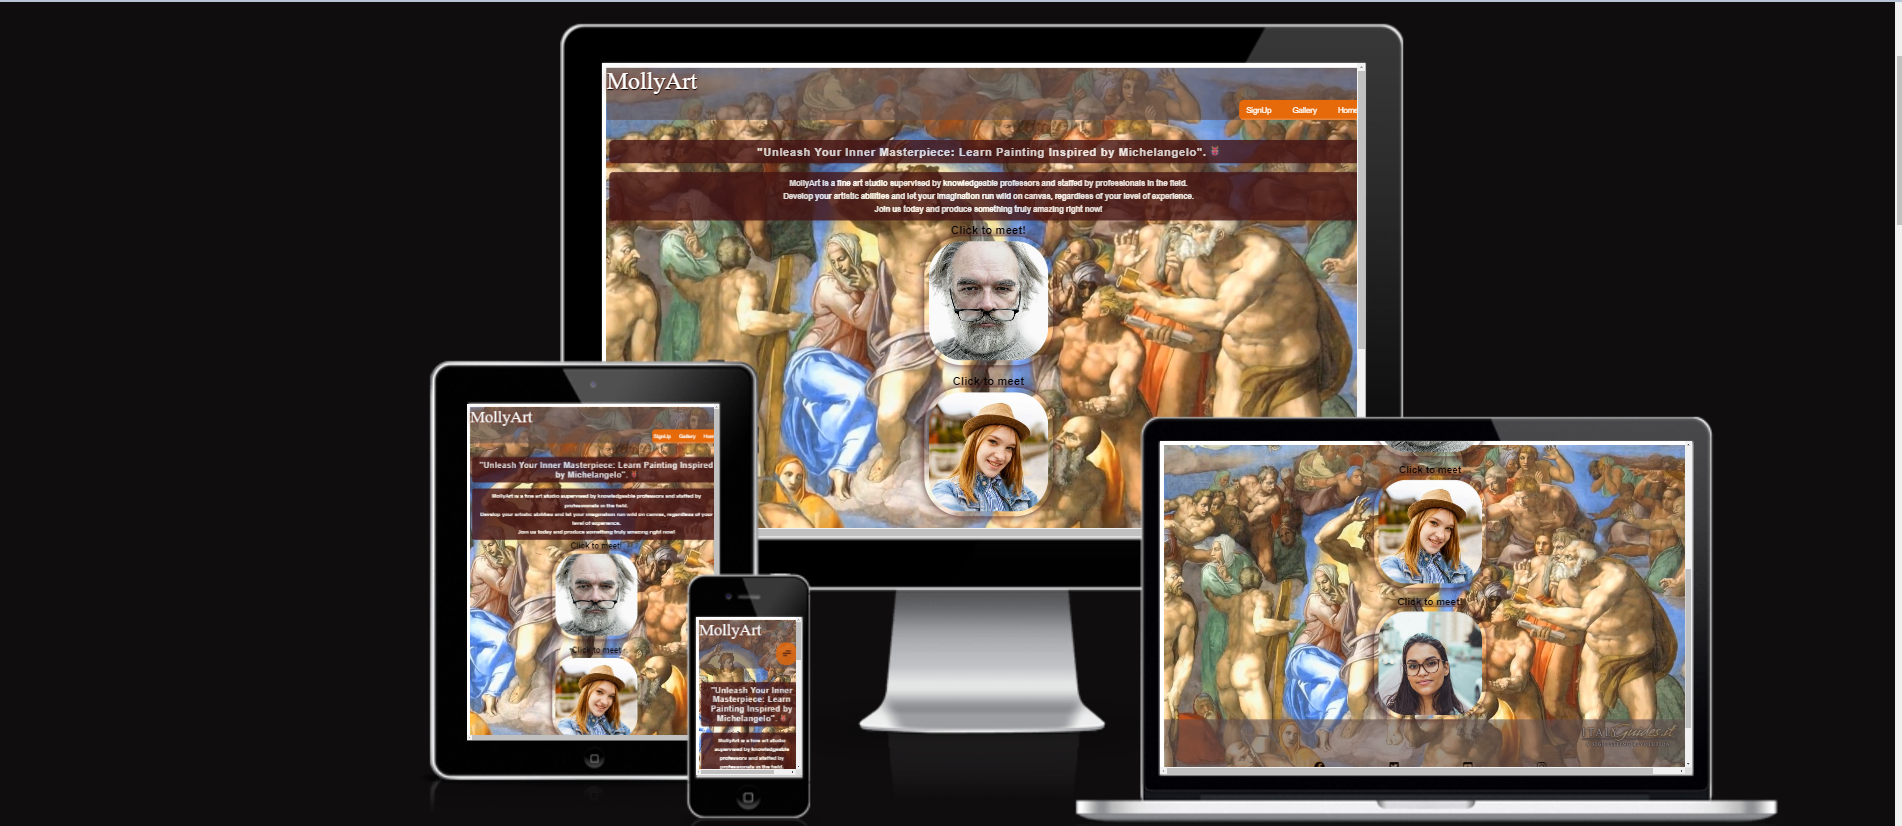 MollyArt
SignUp Gallery Home
"Unleash Your Inner Masterpiece: Learn Painting Inspired by Michelangelo".
MollyArt is a fine art studio supervised by knowledgeable professors and staffed by professionals in the field.
Develop your artistic abilities and let your imagination run wild on canvas, regardless of your level of experience.
Join us today and produce something truly amazing right now!
Click to meet!
Click to meet
MollyArt
SignUp Gallery Hom
"Unleash Your Inner Masterpiece: Learn Painting Inspired
by Michelangelo".
MollyArt is a fine art studio supervised by knowledgeable professors and staffed by
professionals in the field.
Develop your artistic abilities and let your imagination run wild on canvas, regardless of your
level of experience.
Join us today and produce something truly amazing right now!
Click to meet!
Click to meet
MollyArt
"Unleash Your Inner
Masterpiece: Learn
Painting Inspired by
Michelangelo".
MollyArt is a fine art studio
supervised by knowledgeable
professors and staffed by
professionals in the field.
Click to meet
Click to meet!
ITALYGuides.it